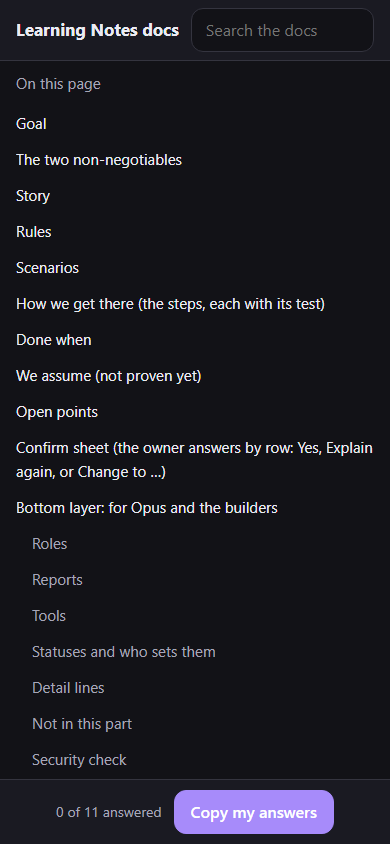 Learning Notes docs
Search the docs
On this page
Goal
The two non-negotiables
Story
Rules
Scenarios
How we get there (the steps, each with its test)
Done when
We assume (not proven yet)
Open points
Confirm sheet (the owner answers by row: Yes, Explain
again, or Change to ...)
Bottom layer: for Opus and the builders
Roles
Reports
Tools
Statuses and who sets them
Detail lines
Not in this part
Security check
0 of 11 answered
Copy my answers